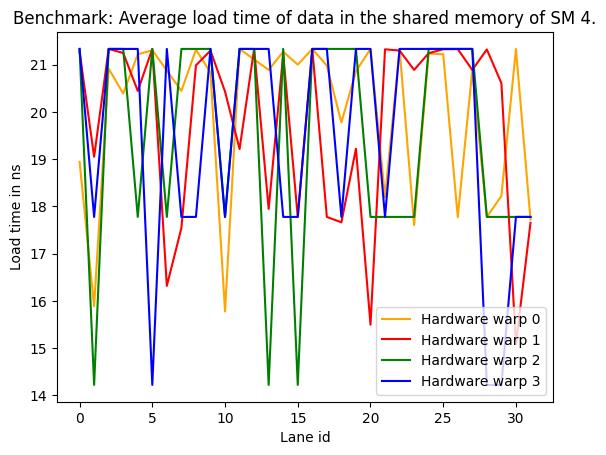 Benchmark: Average load time of data in the shared memory of SM 4.
Load time in ns
21
20
19
18
17
16
15
14
0
5
10
15
20
25
30
Lane id
Hardware warp 0
Hardware warp 1
Hardware warp 2
Hardware warp 3